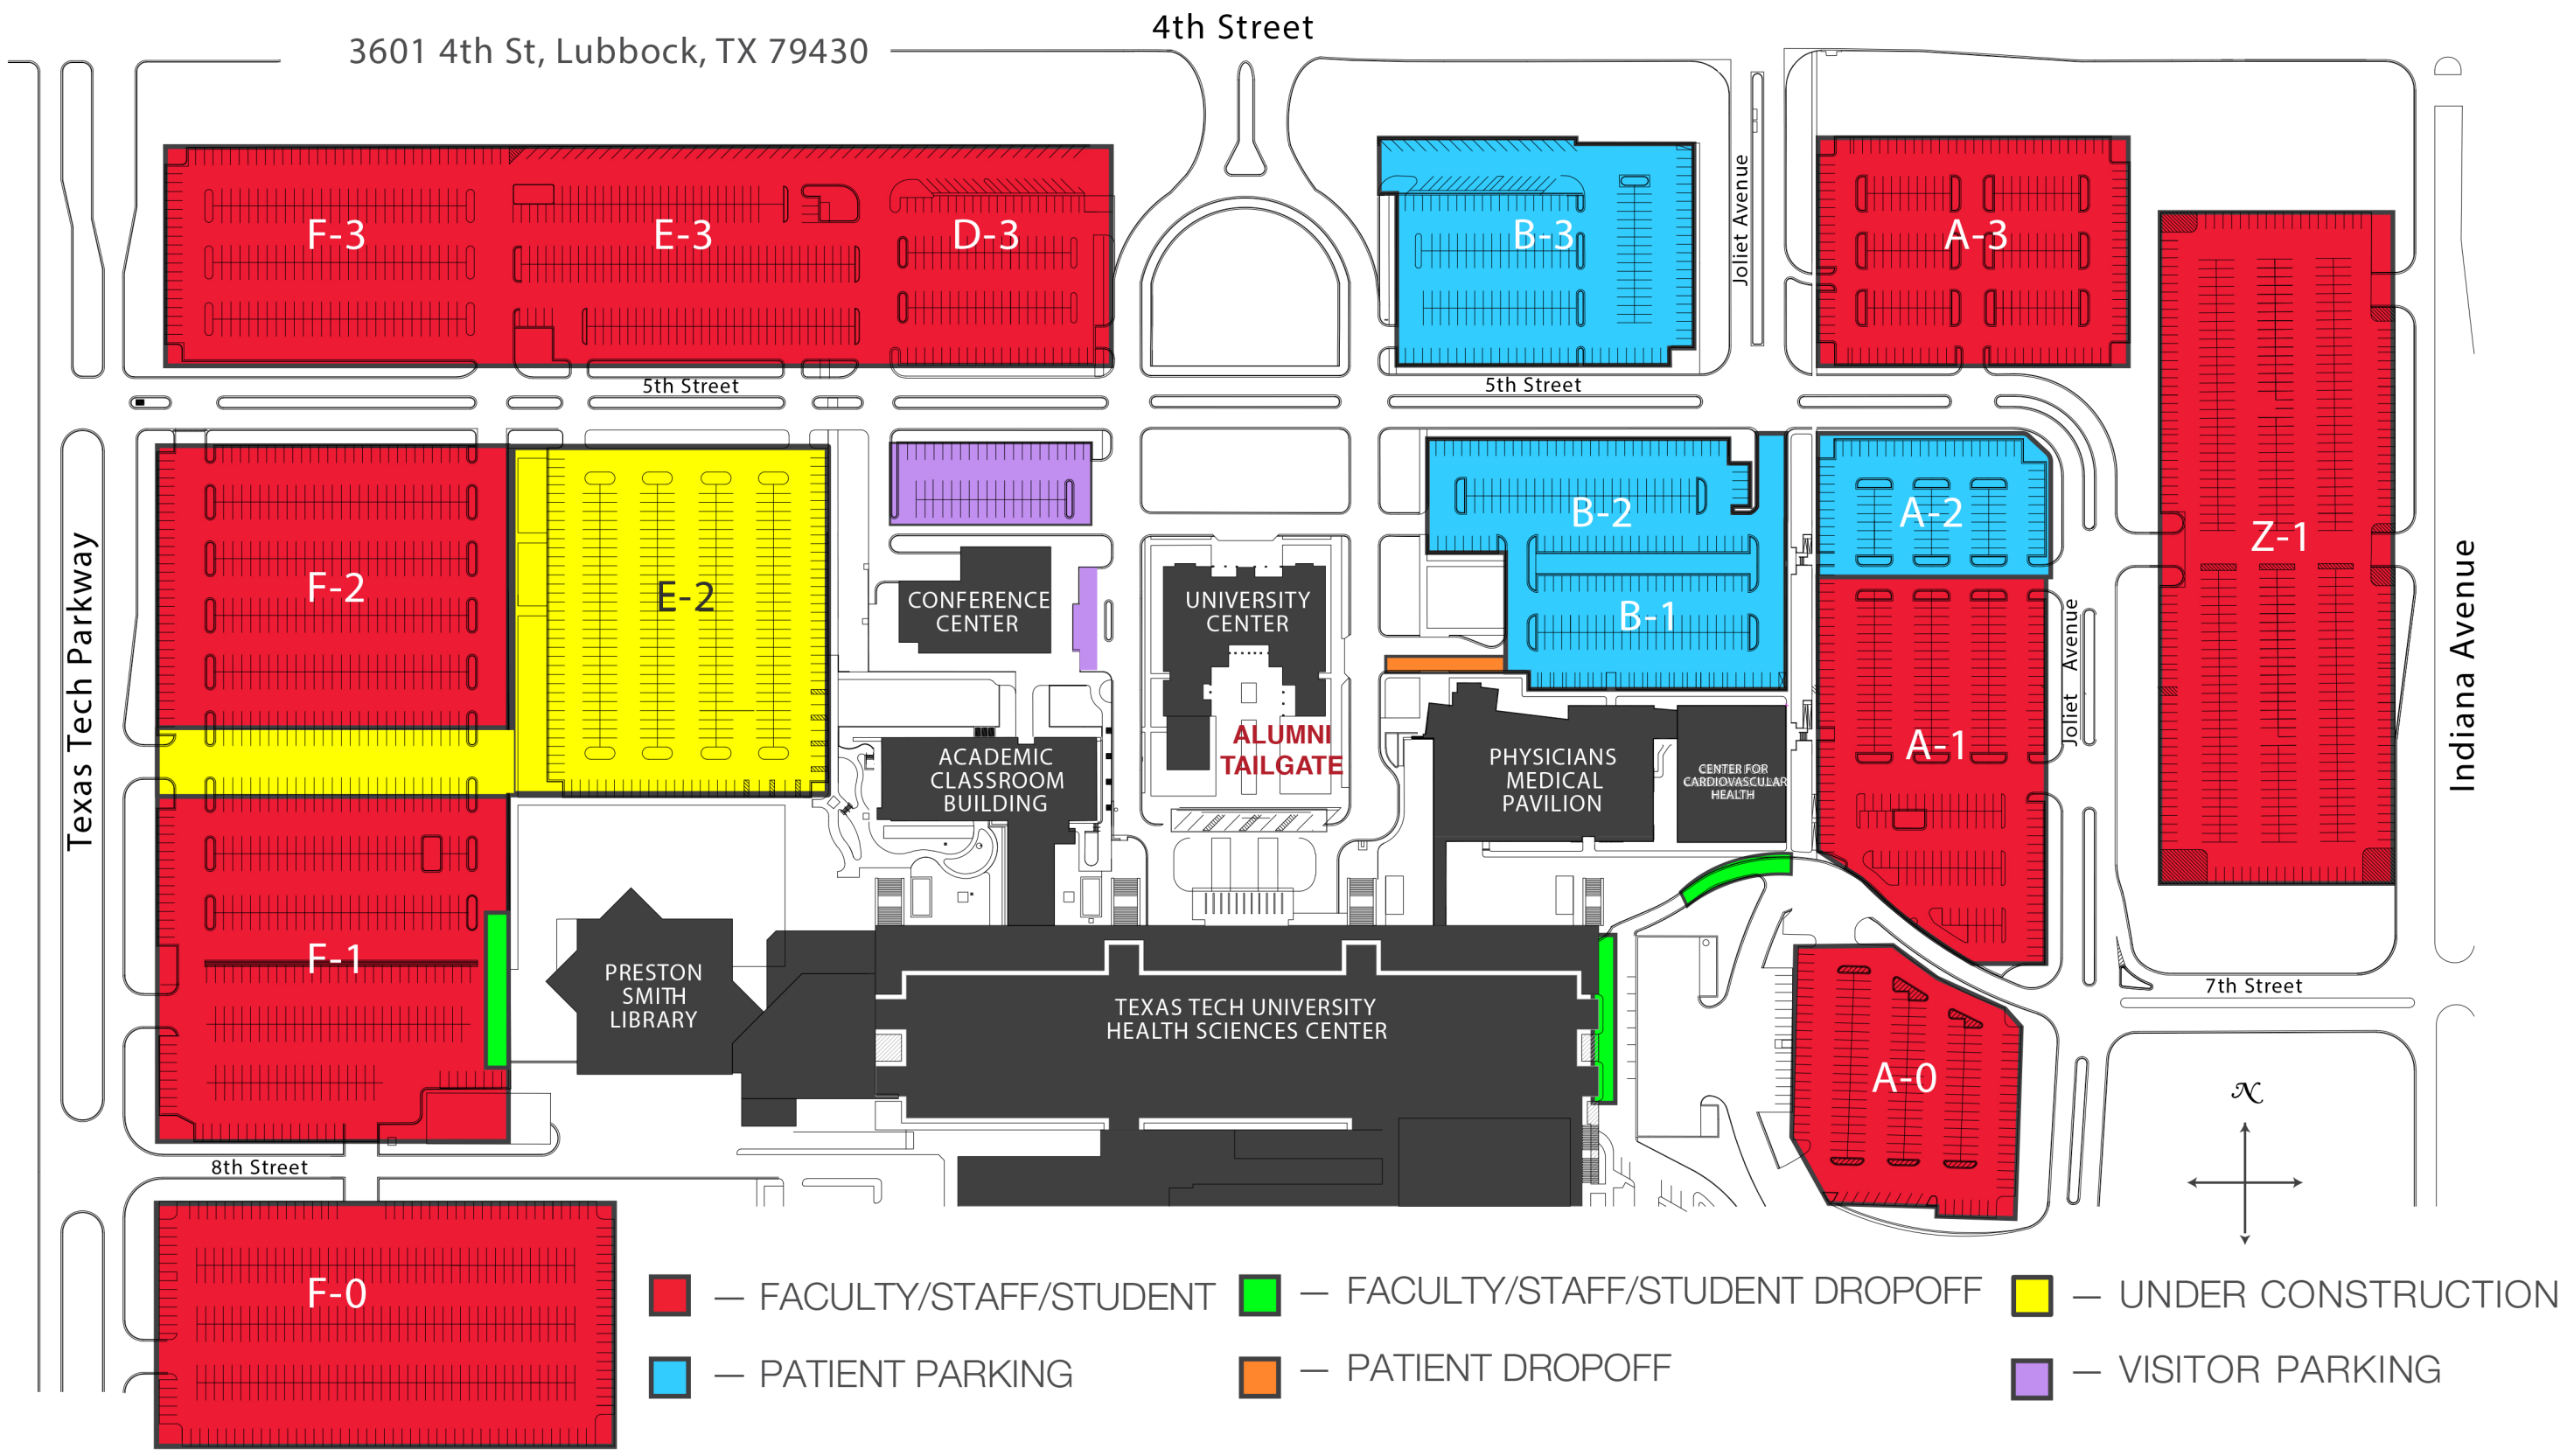 4th Street
3601 4th St, Lubbock, TX 79430
F-3
E-3
D-3
B-3
Joliet Avenue
A-3
5th Street
5th Street
Texas Tech Parkway
F-2
E-2
B-2
A-2
Z-1
Indiana Avenue
CONFERENCE
CENTER
UNIVERSITY
CENTER
B-1
Joliet Avenue
ALUMNI
TAILGATE
A-1
ACADEMIC
CLASSROOM
BUILDING
PHYSICIANS
MEDICAL
PAVILION
CENTER FOR
CARDIOVASCULAR
HEALTH
F-1
PRESTON
SMITH
LIBRARY
TEXAS TECH UNIVERSITY
HEALTH SCIENCES CENTER
7th Street
A-0
N
8th Street
F-0
— FACULTY/STAFF/STUDENT
— FACULTY/STAFF/STUDENT DROPOFF
— UNDER CONSTRUCTION
— PATIENT PARKING
— PATIENT DROPOFF
— VISITOR PARKING